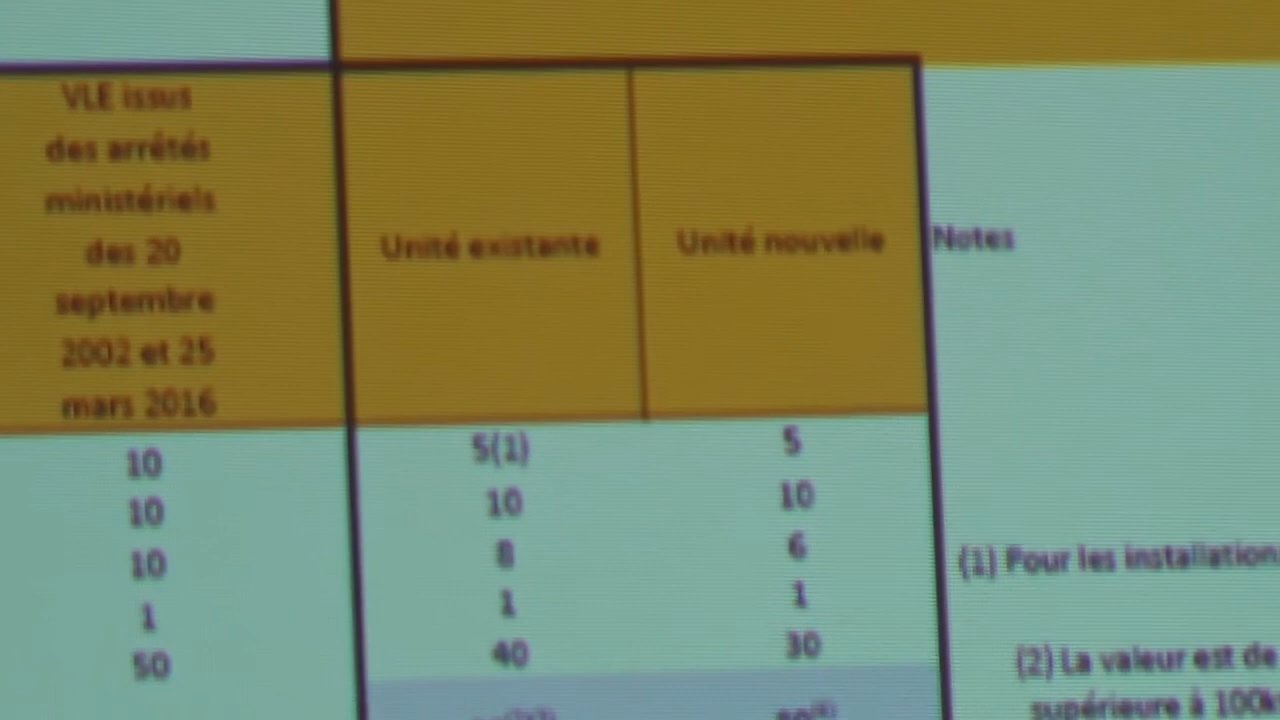 VLE issus
des arrêtés
ministériels
des 20
septembre
2002 et 25
mars 2016
Unité existante
Unité nouvelle
Notes
10 5(1) 5
10 10 10
10 8 6
1 1 1
50 40 30
(1) Pour les installation
(2) La valeur est de
supérieure à 100k